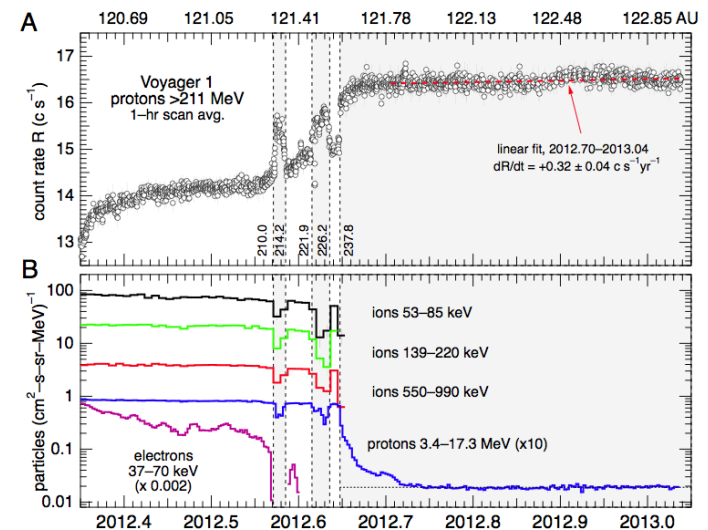 A
120.69 121.05 121.41 121.78 122.13 122.48 122.85 AU
17
16
15
14
13
count rate R (c s⁻¹)
Voyager 1
protons >211 MeV
1–hr scan avg.
linear fit, 2012.70–2013.04
dR/dt = +0.32 ± 0.04 c s⁻¹yr⁻¹
210.0
214.2
221.9
226.2
237.8
B
100
10
1
0.1
0.01
particles (cm²–s–sr–MeV)⁻¹
ions 53–85 keV
ions 139–220 keV
ions 550–990 keV
protons 3.4–17.3 MeV (x10)
electrons
37–70 keV
(x 0.002)
2012.4 2012.5 2012.6 2012.7 2012.8 2012.9 2013.0